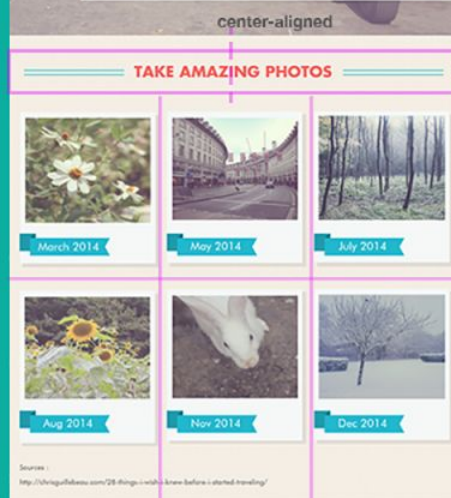 center-aligned
TAKE AMAZING PHOTOS
March 2014
May 2014
July 2014
Aug 2014
Nov 2014
Dec 2014
Sources :
http://chrisguillebeau.com/28-things-i-wish-i-knew-before-i-started-traveling/